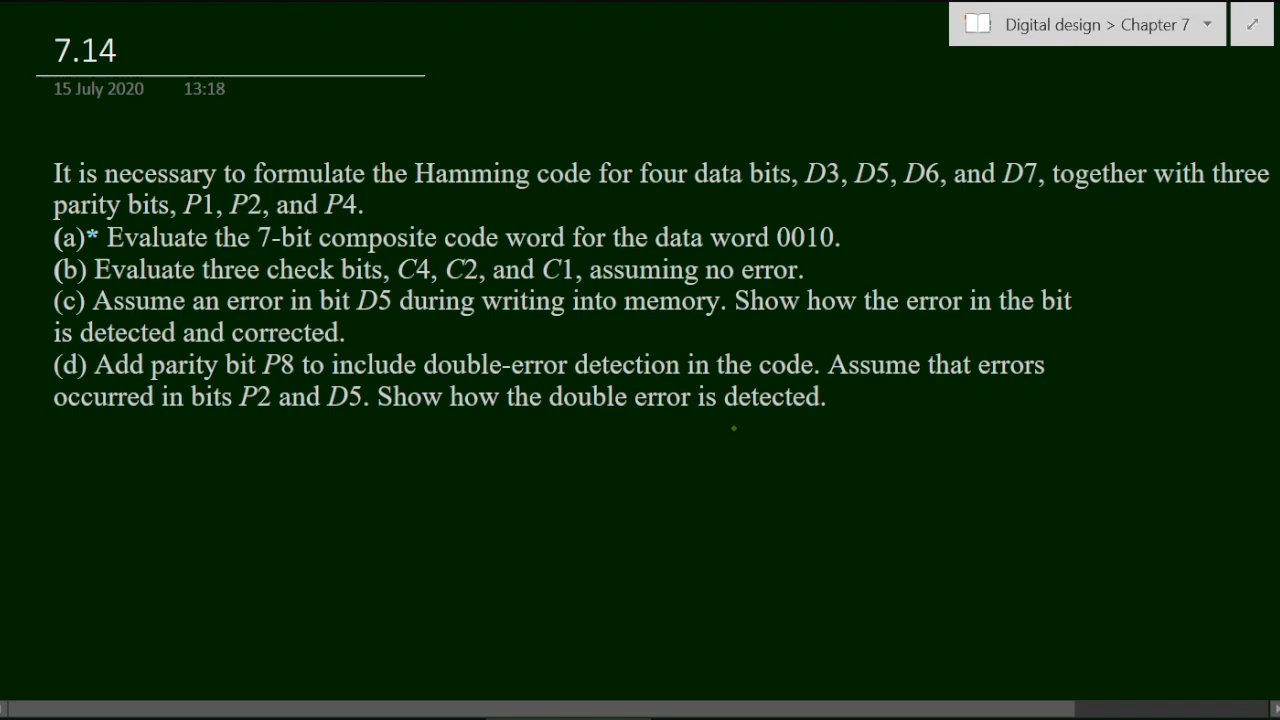 Digital design > Chapter 7
7.14
15 July 2020 13:18
It is necessary to formulate the Hamming code for four data bits, D3, D5, D6, and D7, together with three
parity bits, P1, P2, and P4.
(a)* Evaluate the 7-bit composite code word for the data word 0010.
(b) Evaluate three check bits, C4, C2, and C1, assuming no error.
(c) Assume an error in bit D5 during writing into memory. Show how the error in the bit
is detected and corrected.
(d) Add parity bit P8 to include double-error detection in the code. Assume that errors
occurred in bits P2 and D5. Show how the double error is detected.